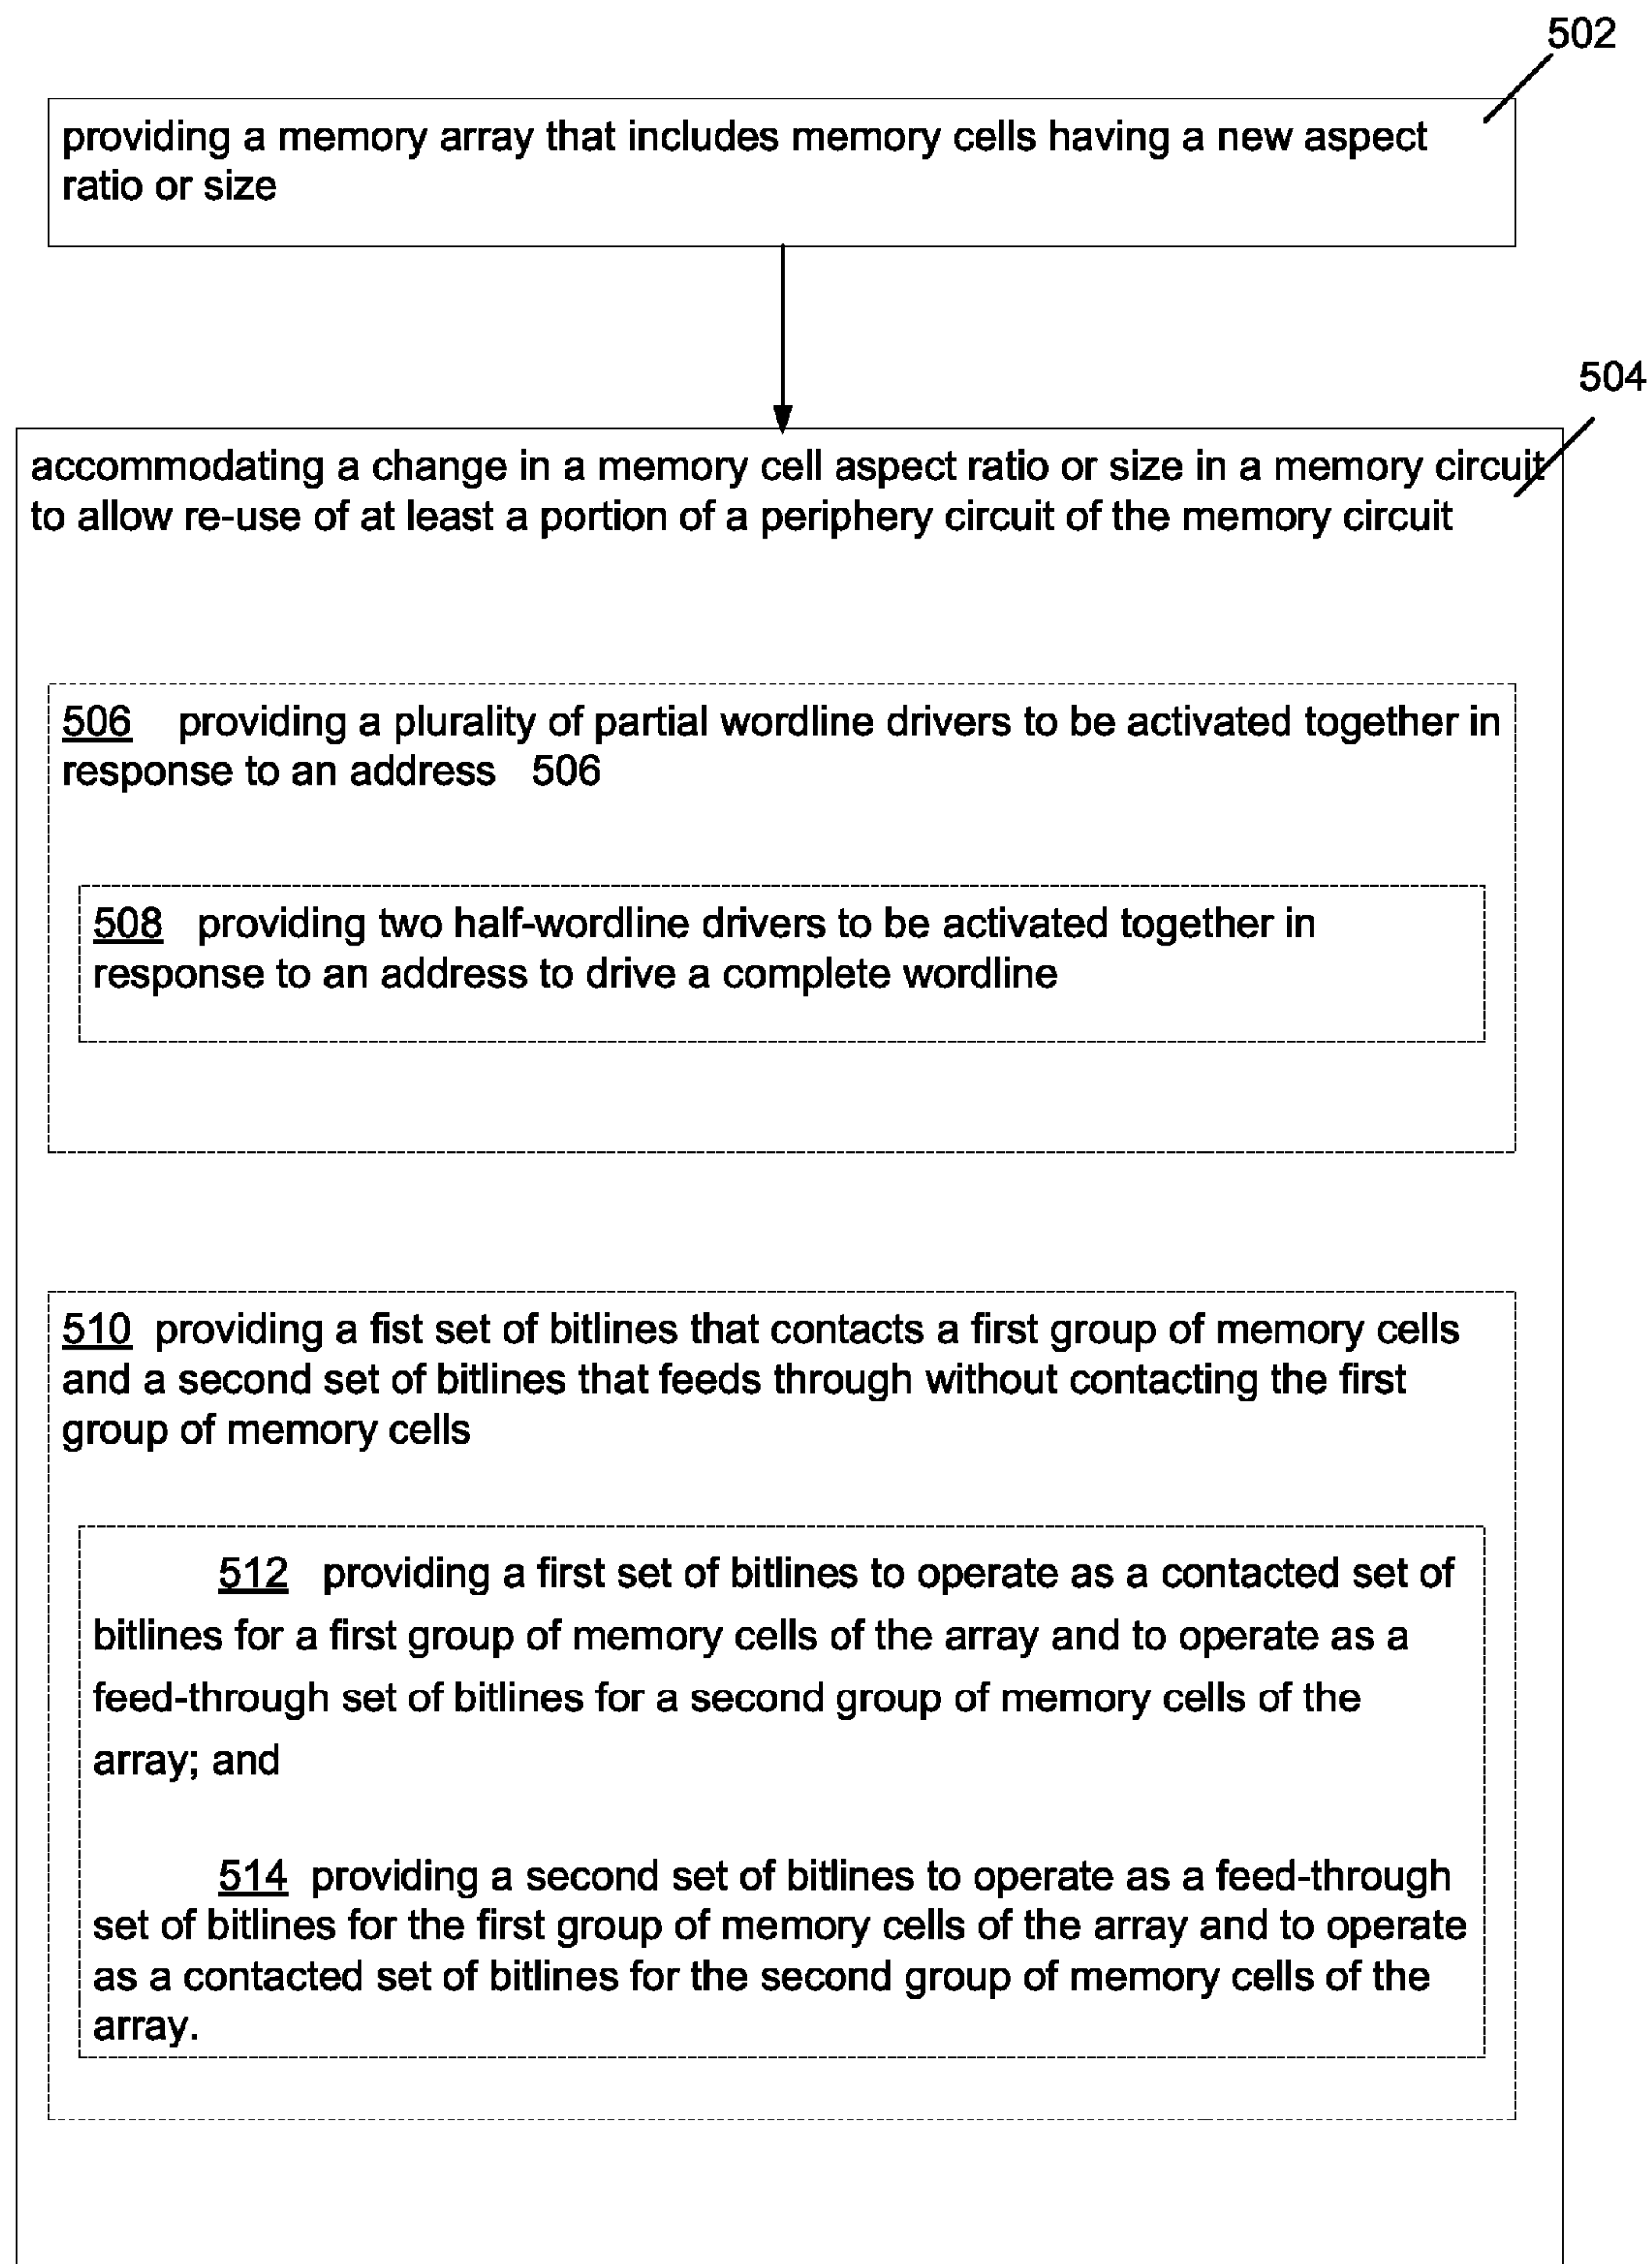 502
providing a memory array that includes memory cells having a new aspect
ratio or size
504
accommodating a change in a memory cell aspect ratio or size in a memory circuit
to allow re-use of at least a portion of a periphery circuit of the memory circuit
506 providing a plurality of partial wordline drivers to be activated together in
response to an address 506
508 providing two half-wordline drivers to be activated together in
response to an address to drive a complete wordline
510 providing a fist set of bitlines that contacts a first group of memory cells
and a second set of bitlines that feeds through without contacting the first
group of memory cells
512 providing a first set of bitlines to operate as a contacted set of
bitlines for a first group of memory cells of the array and to operate as a
feed-through set of bitlines for a second group of memory cells of the
array; and
514 providing a second set of bitlines to operate as a feed-through
set of bitlines for the first group of memory cells of the array and to operate
as a contacted set of bitlines for the second group of memory cells of the
array.